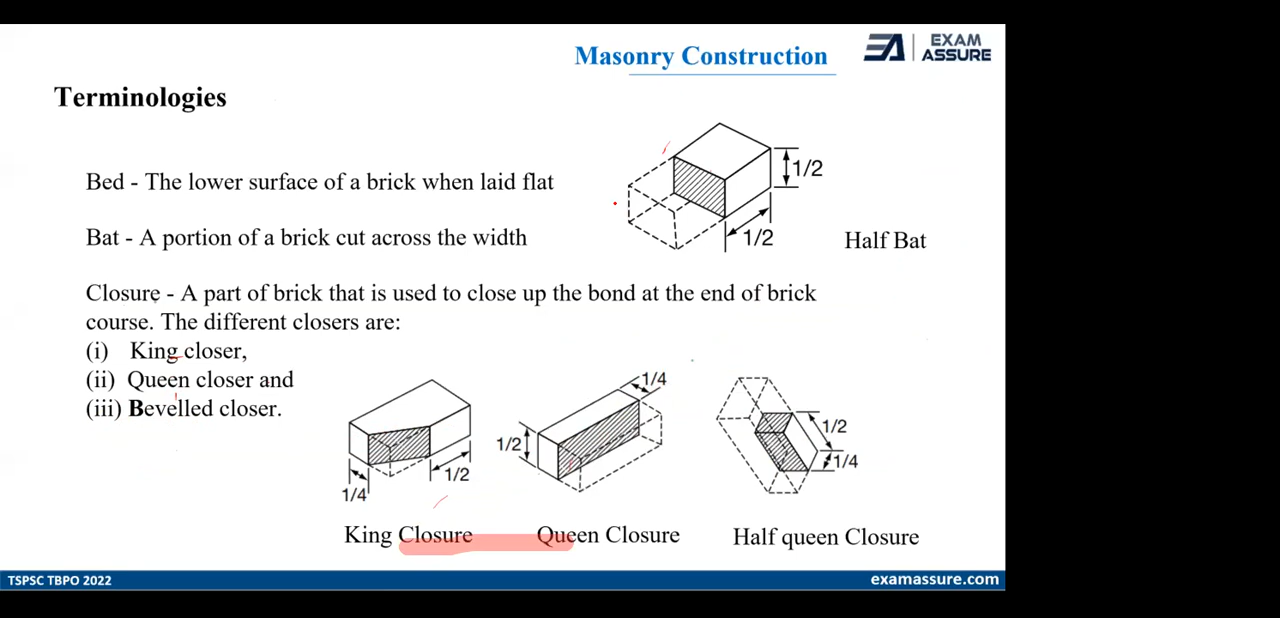 Masonry Construction
EXAM
ASSURE
Terminologies
Bed - The lower surface of a brick when laid flat
Bat - A portion of a brick cut across the width
1/2
1/2
Half Bat
Closure - A part of brick that is used to close up the bond at the end of brick
course. The different closers are:
(i) King closer,
(ii) Queen closer and
(iii) Bevelled closer.
1/4
1/2
1/4
1/2
1/2
1/4
King Closure
Queen Closure
Half queen Closure
TSPSC TBPO 2022
examassure.com